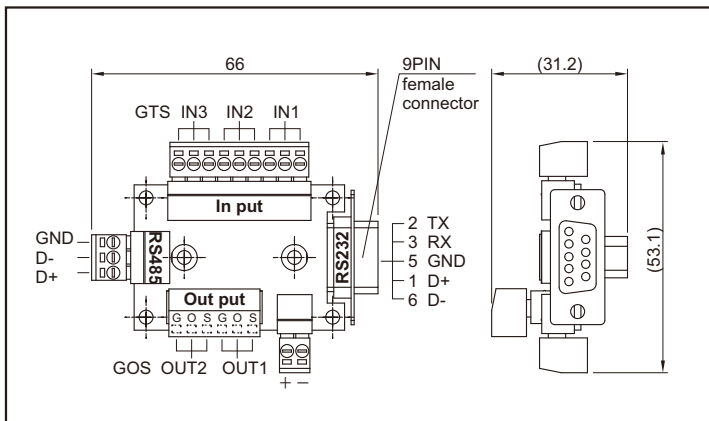 66
9PIN
female
connector
(31.2)
GTS IN3 IN2 IN1
In put
GND
D-
D+
RS485
RS232
2 TX
3 RX
5 GND
1 D+
6 D-
(53.1)
Out put
G O S G O S
GOS OUT2 OUT1
+ −